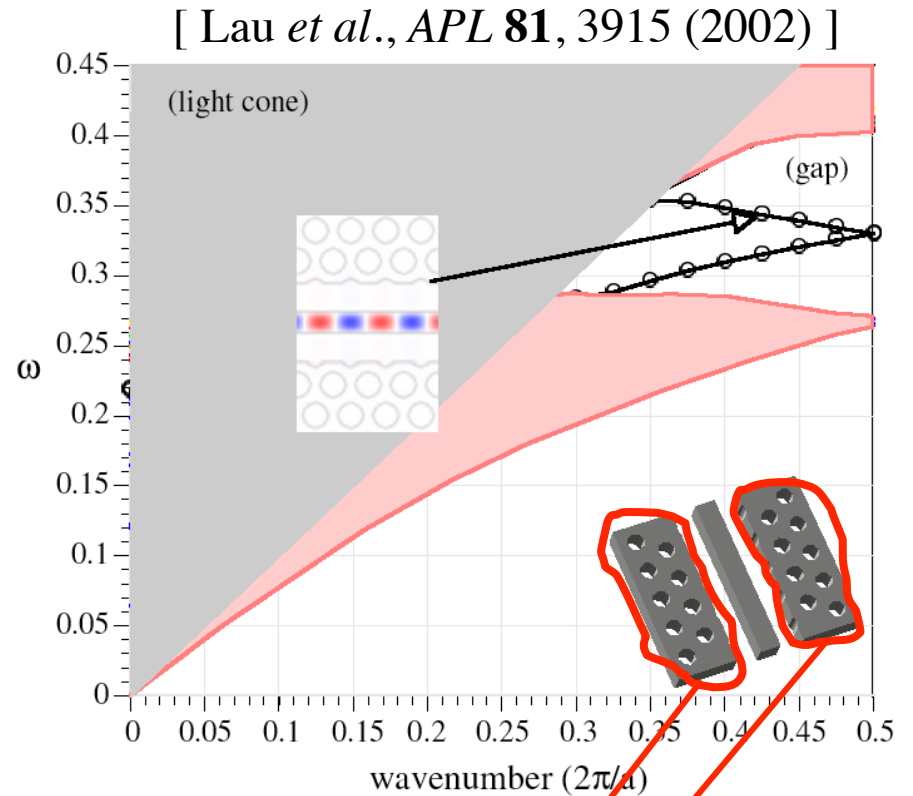 [ Lau et al., APL 81, 3915 (2002) ]
(light cone)
(gap)
0.45
0.4
0.35
0.3
0.25
0.2
0.15
0.1
0.05
0
ω
0 0.05 0.1 0.15 0.2 0.25 0.3 0.35 0.4 0.45 0.5
wavenumber (2π/a)